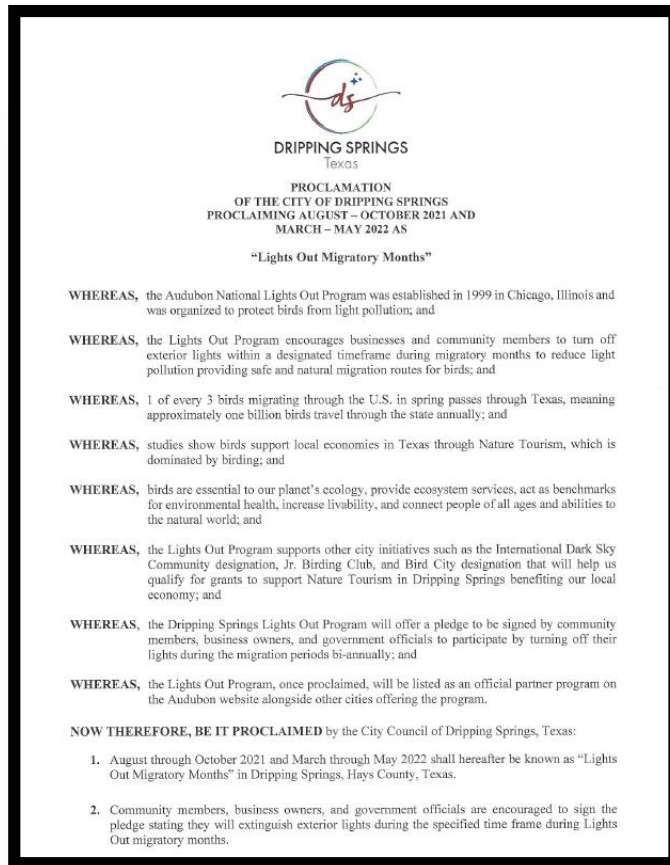 ds
DRIPPING SPRINGS
Texas
PROCLAMATION
OF THE CITY OF DRIPPING SPRINGS
PROCLAIMING AUGUST – OCTOBER 2021 AND
MARCH – MAY 2022 AS
“Lights Out Migratory Months”
WHEREAS, the Audubon National Lights Out Program was established in 1999 in Chicago, Illinois and
was organized to protect birds from light pollution; and
WHEREAS, the Lights Out Program encourages businesses and community members to turn off
exterior lights within a designated timeframe during migratory months to reduce light
pollution providing safe and natural migration routes for birds; and
WHEREAS, 1 of every 3 birds migrating through the U.S. in spring passes through Texas, meaning
approximately one billion birds travel through the state annually; and
WHEREAS, studies show birds support local economies in Texas through Nature Tourism, which is
dominated by birding; and
WHEREAS, birds are essential to our planet’s ecology, provide ecosystem services, act as benchmarks
for environmental health, increase livability, and connect people of all ages and abilities to
the natural world; and
WHEREAS, the Lights Out Program supports other city initiatives such as the International Dark Sky
Community designation, Jr. Birding Club, and Bird City designation that will help us
qualify for grants to support Nature Tourism in Dripping Springs benefiting our local
economy; and
WHEREAS, the Dripping Springs Lights Out Program will offer a pledge to be signed by community
members, business owners, and government officials to participate by turning off their
lights during the migration periods bi-annually; and
WHEREAS, the Lights Out Program, once proclaimed, will be listed as an official partner program on
the Audubon website alongside other cities offering the program.
NOW THEREFORE, BE IT PROCLAIMED by the City Council of Dripping Springs, Texas:
1. August through October 2021 and March through May 2022 shall hereafter be known as “Lights
Out Migratory Months” in Dripping Springs, Hays County, Texas.
2. Community members, business owners, and government officials are encouraged to sign the
pledge stating they will extinguish exterior lights during the specified time frame during Lights
Out migratory months.